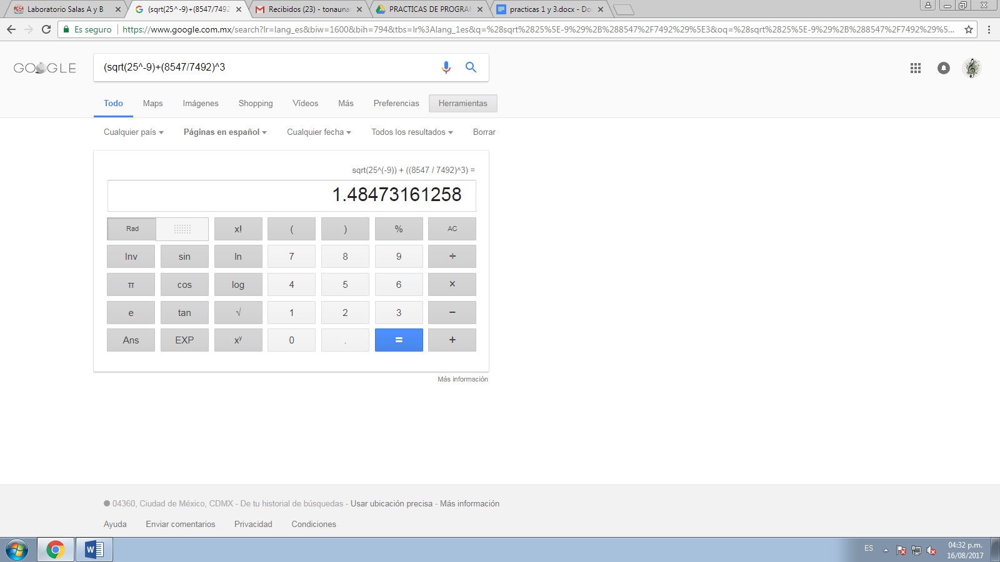 Laboratorio Salas A y B
(sqrt(25^-9)+(8547/7492
Recibidos (23) - tonauna
PRACTICAS DE PROGRA
practicas 1 y 3.docx - Do
Es seguro https://www.google.com.mx/search?lr=lang_es&biw=1600&bih=794&tbs=lr%3Alang_1es&q=%28sqrt%2825%5E-9%29%2B%288547%2F7492%29%5E3&oq=%28sqrt%2825%5E-9%29%2B%288547%2F7492%29%5...
GOOGLE
(sqrt(25^-9)+(8547/7492)^3
Todo Maps Imágenes Shopping Vídeos Más Preferencias Herramientas
Cualquier país Páginas en español Cualquier fecha Todos los resultados Borrar
sqrt(25^(-9)) + ((8547 / 7492)^3) =
1.48473161258
Rad x! ( ) % AC
Inv sin ln 7 8 9 ÷
π cos log 4 5 6 ×
e tan √ 1 2 3 −
Ans EXP xʸ 0 . = +
Más información
04360, Ciudad de México, CDMX - De tu historial de búsquedas - Usar ubicación precisa - Más información
Ayuda Enviar comentarios Privacidad Condiciones
ES
04:32 p.m.
16/08/2017